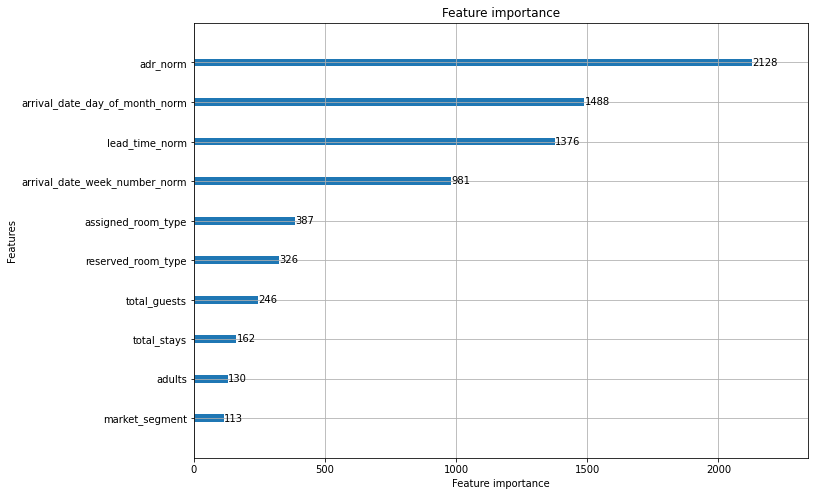 Feature importance
adr_norm 2128
arrival_date_day_of_month_norm 1488
lead_time_norm 1376
arrival_date_week_number_norm 981
assigned_room_type 387
reserved_room_type 326
total_guests 246
total_stays 162
adults 130
market_segment 113
Features
0 500 1000 1500 2000
Feature importance